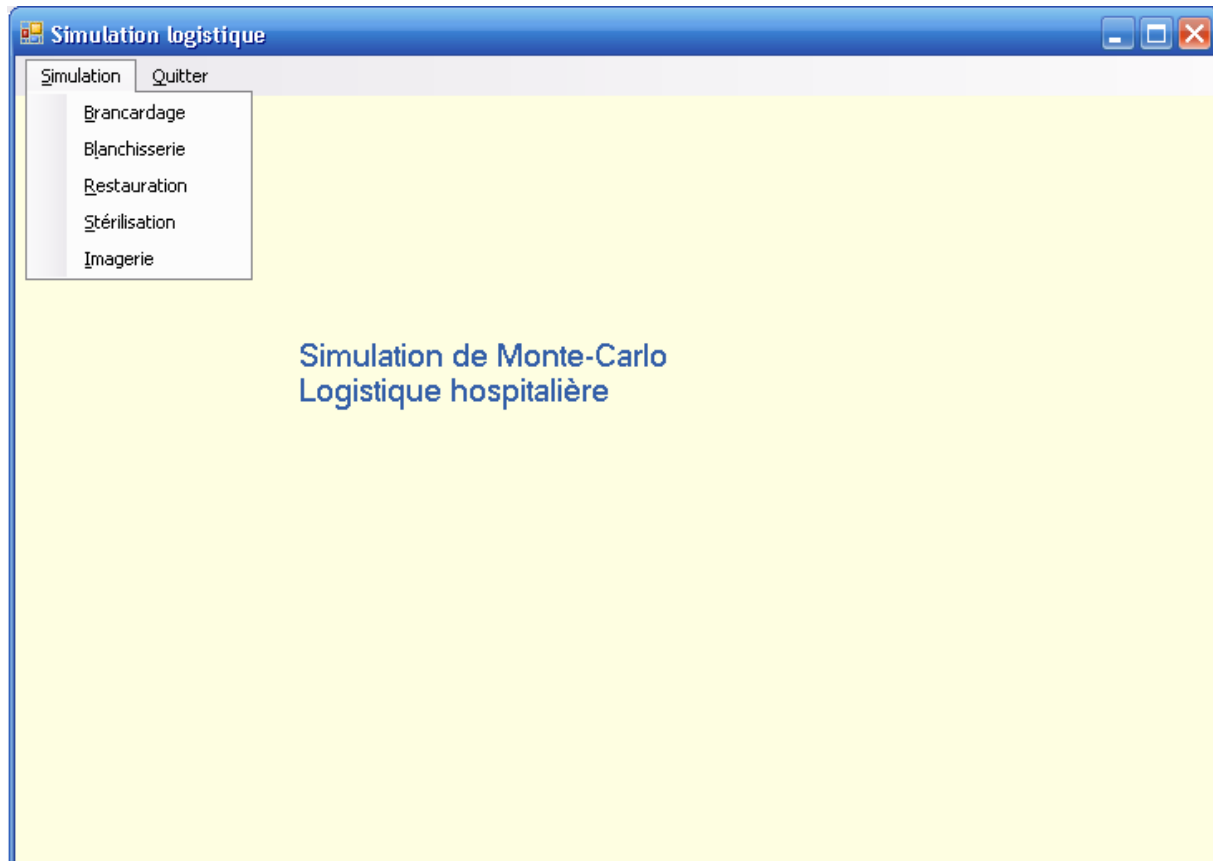 Simulation logistique
Simulation Quitter
Brancardage
Blanchisserie
Restauration
Stérilisation
Imagerie
Simulation de Monte-Carlo
Logistique hospitalière